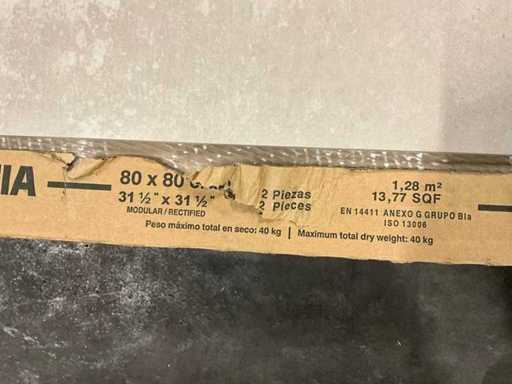 80 x 80
31 ½" x 31 ½"
MODULAR/RECTIFIED
2 Piezas
2 Pieces
1,28 m²
13,77 SQF
EN 14411 ANEXO G GRUPO BIa
ISO 13006
Peso máximo total en seco: 40 kg | Maximum total dry weight: 40 kg